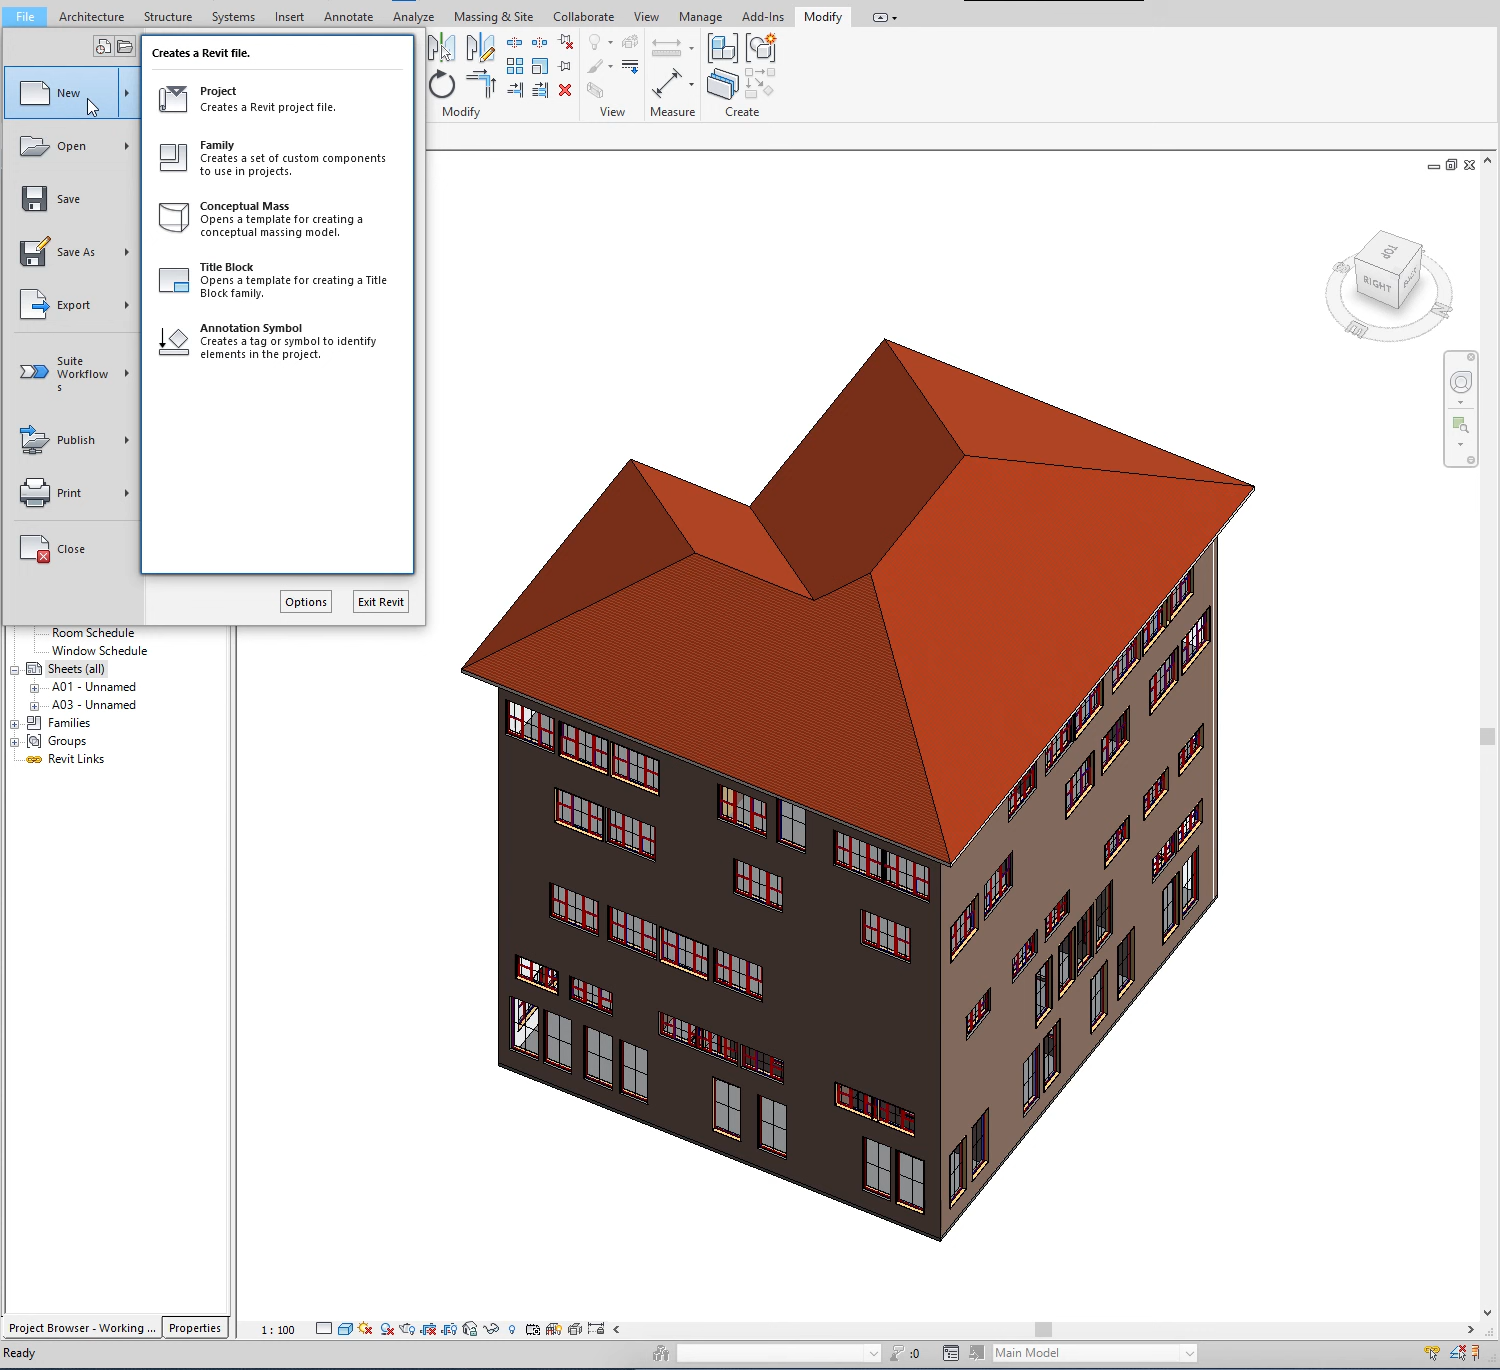 File Architecture Structure Systems Insert Annotate Analyze Massing & Site Collaborate View Manage Add-Ins Modify
Creates a Revit file.
New
Project
Creates a Revit project file.
Open
Family
Creates a set of custom components
to use in projects.
Save
Conceptual Mass
Opens a template for creating a
conceptual massing model.
Save As
Title Block
Opens a template for creating a Title
Block family.
Export
Annotation Symbol
Creates a tag or symbol to identify
elements in the project.
Suite
Workflow
s
Publish
Print
Close
Options Exit Revit
Modify View Measure Create
TOP
RIGHT
Room Schedule
Window Schedule
Sheets (all)
A01 - Unnamed
A03 - Unnamed
Families
Groups
Revit Links
Project Browser - Working ... Properties
1 : 100
Ready
:0
Main Model